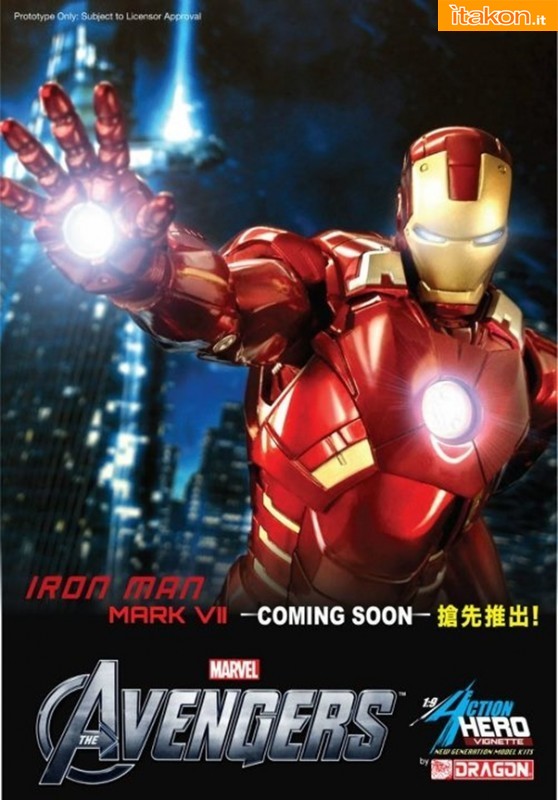 Prototype Only: Subject to Licensor Approval
itakon.it
IRON MAN
MARK VII
COMING SOON
搶先推出!
MARVEL
THE AVENGERS™
1:9 ACTION
HERO
VIGNETTE
NEW GENERATION MODEL KITS
by DRAGON